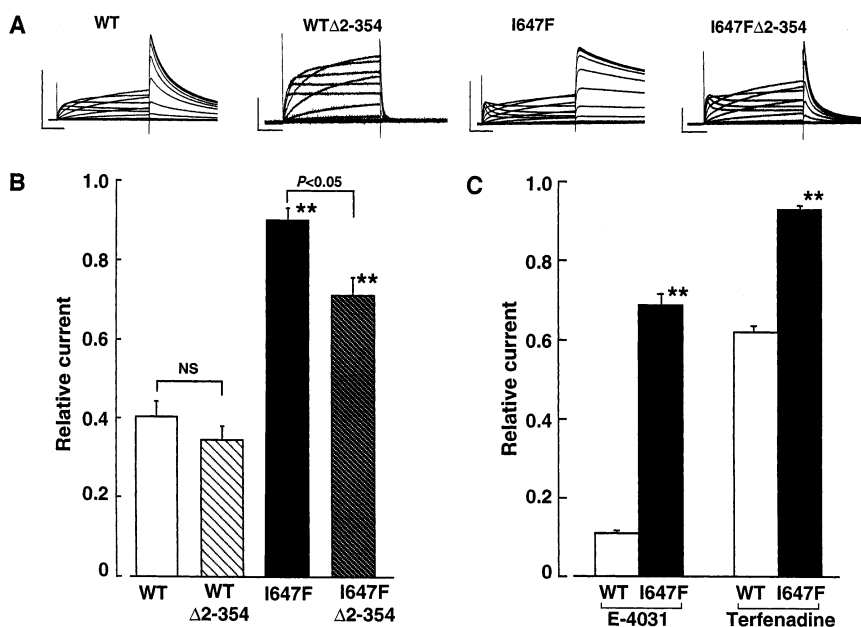 A
WT
WTΔ2-354
I647F
I647FΔ2-354
B
Relative current
1.0
0.8
0.6
0.4
0.2
0
NS
P<0.05
**
**
WT
WT
Δ2-354
I647F
I647F
Δ2-354
C
Relative current
1.0
0.8
0.6
0.4
0.2
0
**
**
WT I647F
E-4031
WT I647F
Terfenadine